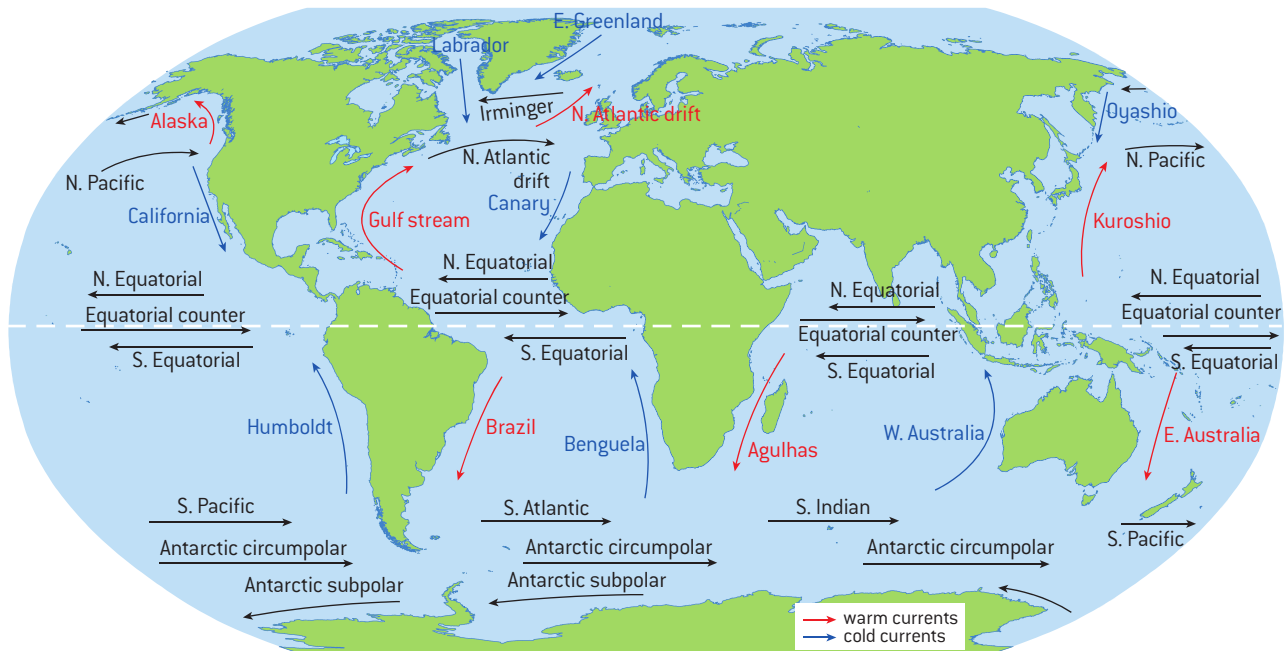 E. Greenland
Labrador
Irminger
N. Atlantic drift
Alaska
Oyashio
N. Pacific
N. Atlantic
drift
N. Pacific
California
Canary
Gulf stream
Kuroshio
N. Equatorial
N. Equatorial
N. Equatorial
N. Equatorial
Equatorial counter
Equatorial counter
Equatorial counter
Equatorial counter
S. Equatorial
S. Equatorial
S. Equatorial
S. Equatorial
Humboldt
Brazil
Benguela
Agulhas
W. Australia
E. Australia
S. Pacific
S. Atlantic
S. Indian
S. Pacific
Antarctic circumpolar
Antarctic circumpolar
Antarctic circumpolar
Antarctic subpolar
Antarctic subpolar
warm currents
cold currents